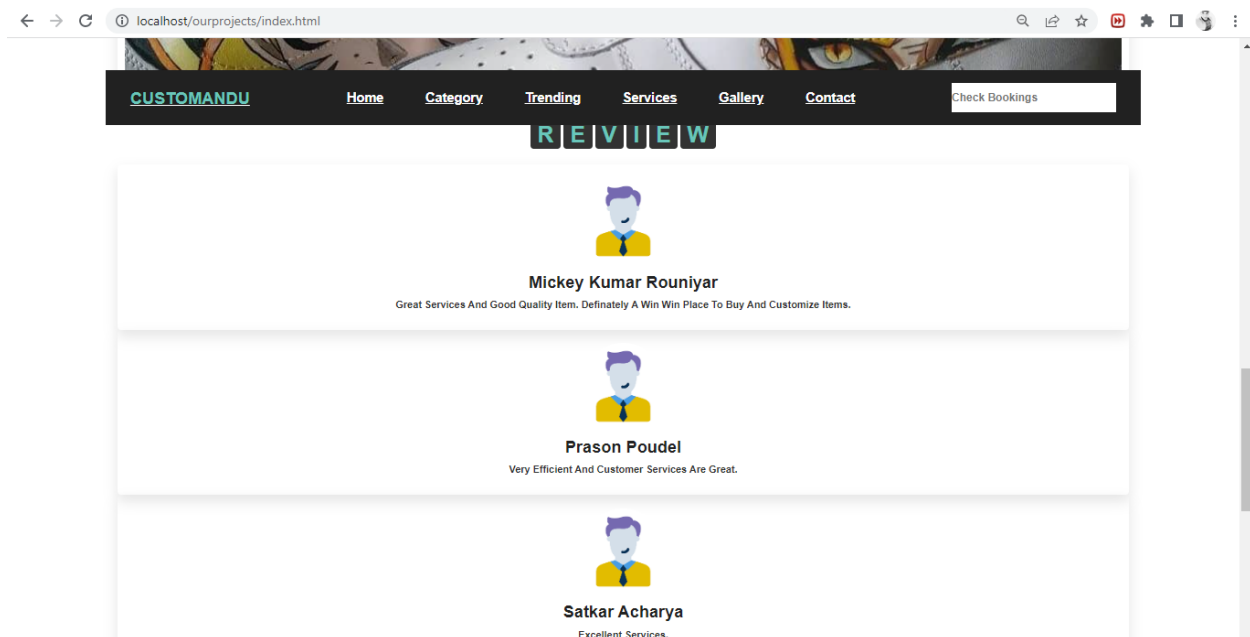 localhost/ourprojects/index.html
CUSTOMANDU Home Category Trending Services Gallery Contact Check Bookings
REVIEW
Mickey Kumar Rouniyar
Great Services And Good Quality Item. Definately A Win Win Place To Buy And Customize Items.
Prason Poudel
Very Efficient And Customer Services Are Great.
Satkar Acharya
Excellent Services.